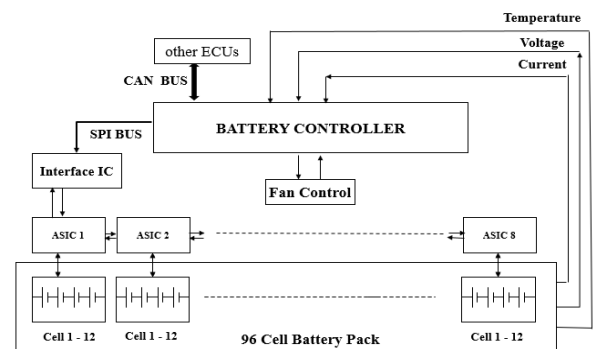 Temperature
Voltage
Current
other ECUs
CAN BUS
BATTERY CONTROLLER
SPI BUS
Interface IC
Fan Control
ASIC 1
ASIC 2
ASIC 8
Cell 1 - 12
Cell 1 - 12
96 Cell Battery Pack
Cell 1 - 12